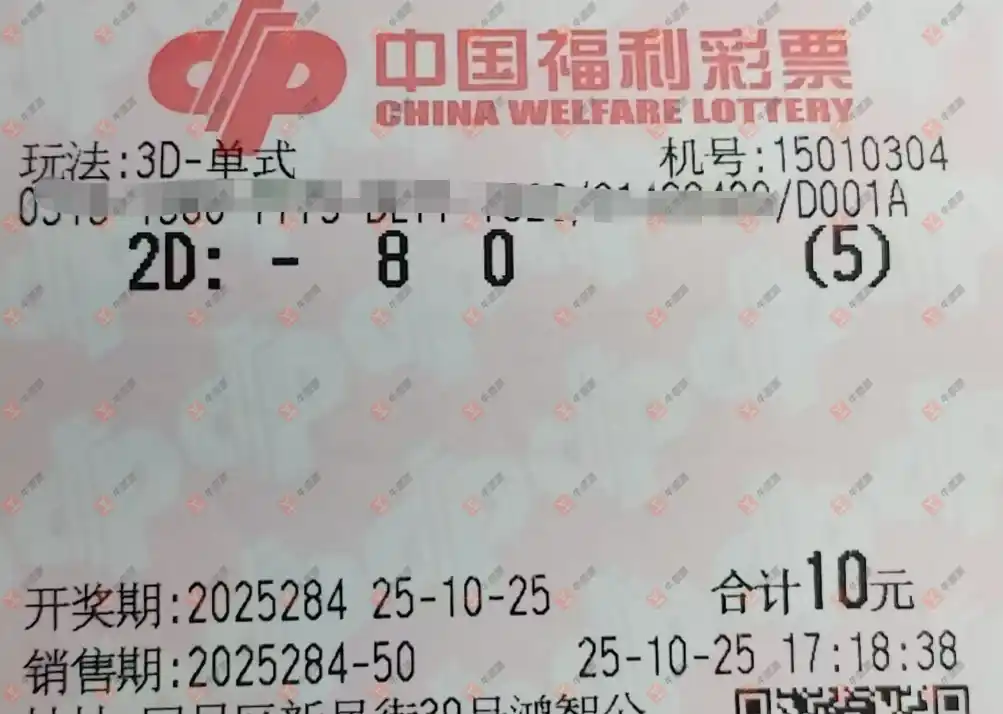 中国福利彩票
CHINA WELFARE LOTTERY
玩法:3D-单式 机号:15010304
/D001A
2D: - 8 0 (5)
开奖期:2025284 25-10-25 合计10元
销售期:2025284-50 25-10-25 17:18:38